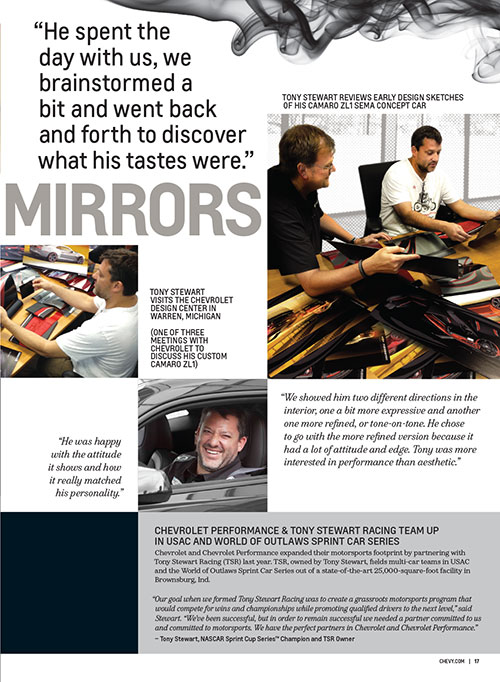 “He spent the
day with us, we
brainstormed a
bit and went back
and forth to discover
what his tastes were.”
MIRRORS
TONY STEWART REVIEWS EARLY DESIGN SKETCHES
OF HIS CAMARO ZL1 SEMA CONCEPT CAR
TONY STEWART
VISITS THE CHEVROLET
DESIGN CENTER IN
WARREN, MICHIGAN
(ONE OF THREE
MEETINGS WITH
CHEVROLET TO
DISCUSS HIS CUSTOM
CAMARO ZL1)
“We showed him two different directions in the
interior, one a bit more expressive and another
one more refined, or tone-on-tone. He chose
to go with the more refined version because it
had a lot of attitude and edge. Tony was more
interested in performance than aesthetic.”
“He was happy
with the attitude
it shows and how
it really matched
his personality.”
CHEVROLET PERFORMANCE & TONY STEWART RACING TEAM UP
IN USAC AND WORLD OF OUTLAWS SPRINT CAR SERIES
Chevrolet and Chevrolet Performance expanded their motorsports footprint by partnering with
Tony Stewart Racing (TSR) last year. TSR, owned by Tony Stewart, fields multi-car teams in USAC
and the World of Outlaws Sprint Car Series out of a state-of-the-art 25,000-square-foot facility in
Brownsburg, Ind.
“Our goal when we formed Tony Stewart Racing was to create a grassroots motorsports program that
would compete for wins and championships while promoting qualified drivers to the next level,” said
Stewart. “We’ve been successful, but in order to remain successful we needed a partner committed to us
and committed to motorsports. We have the perfect partners in Chevrolet and Chevrolet Performance.”
– Tony Stewart, NASCAR Sprint Cup Series™ Champion and TSR Owner
CHEVY.COM | 17